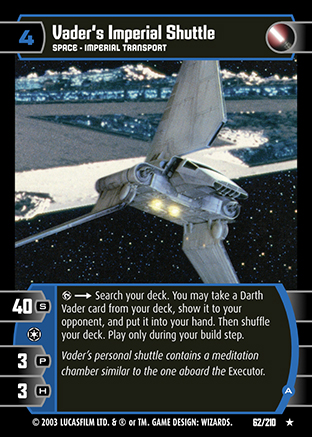 4
Vader's Imperial Shuttle
SPACE - IMPERIAL TRANSPORT
40 S
3 P
3 H
Search your deck. You may take a Darth
Vader card from your deck, show it to your
opponent, and put it into your hand. Then shuffle
your deck. Play only during your build step.
Vader's personal shuttle contains a meditation
chamber similar to the one aboard the Executor.
A
© 2003 LUCASFILM LTD. & ® or TM. GAME DESIGN: WIZARDS.
62/210